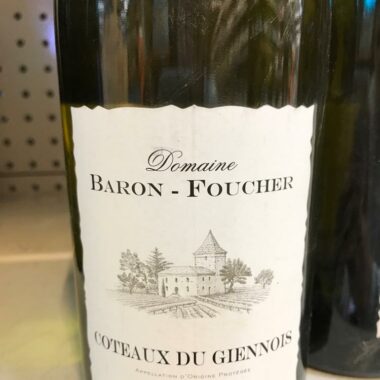 Domaine
BARON - FOUCHER
COTEAUX DU GIENNOIS
APPELLATION D'ORIGINE PROTÉGÉE